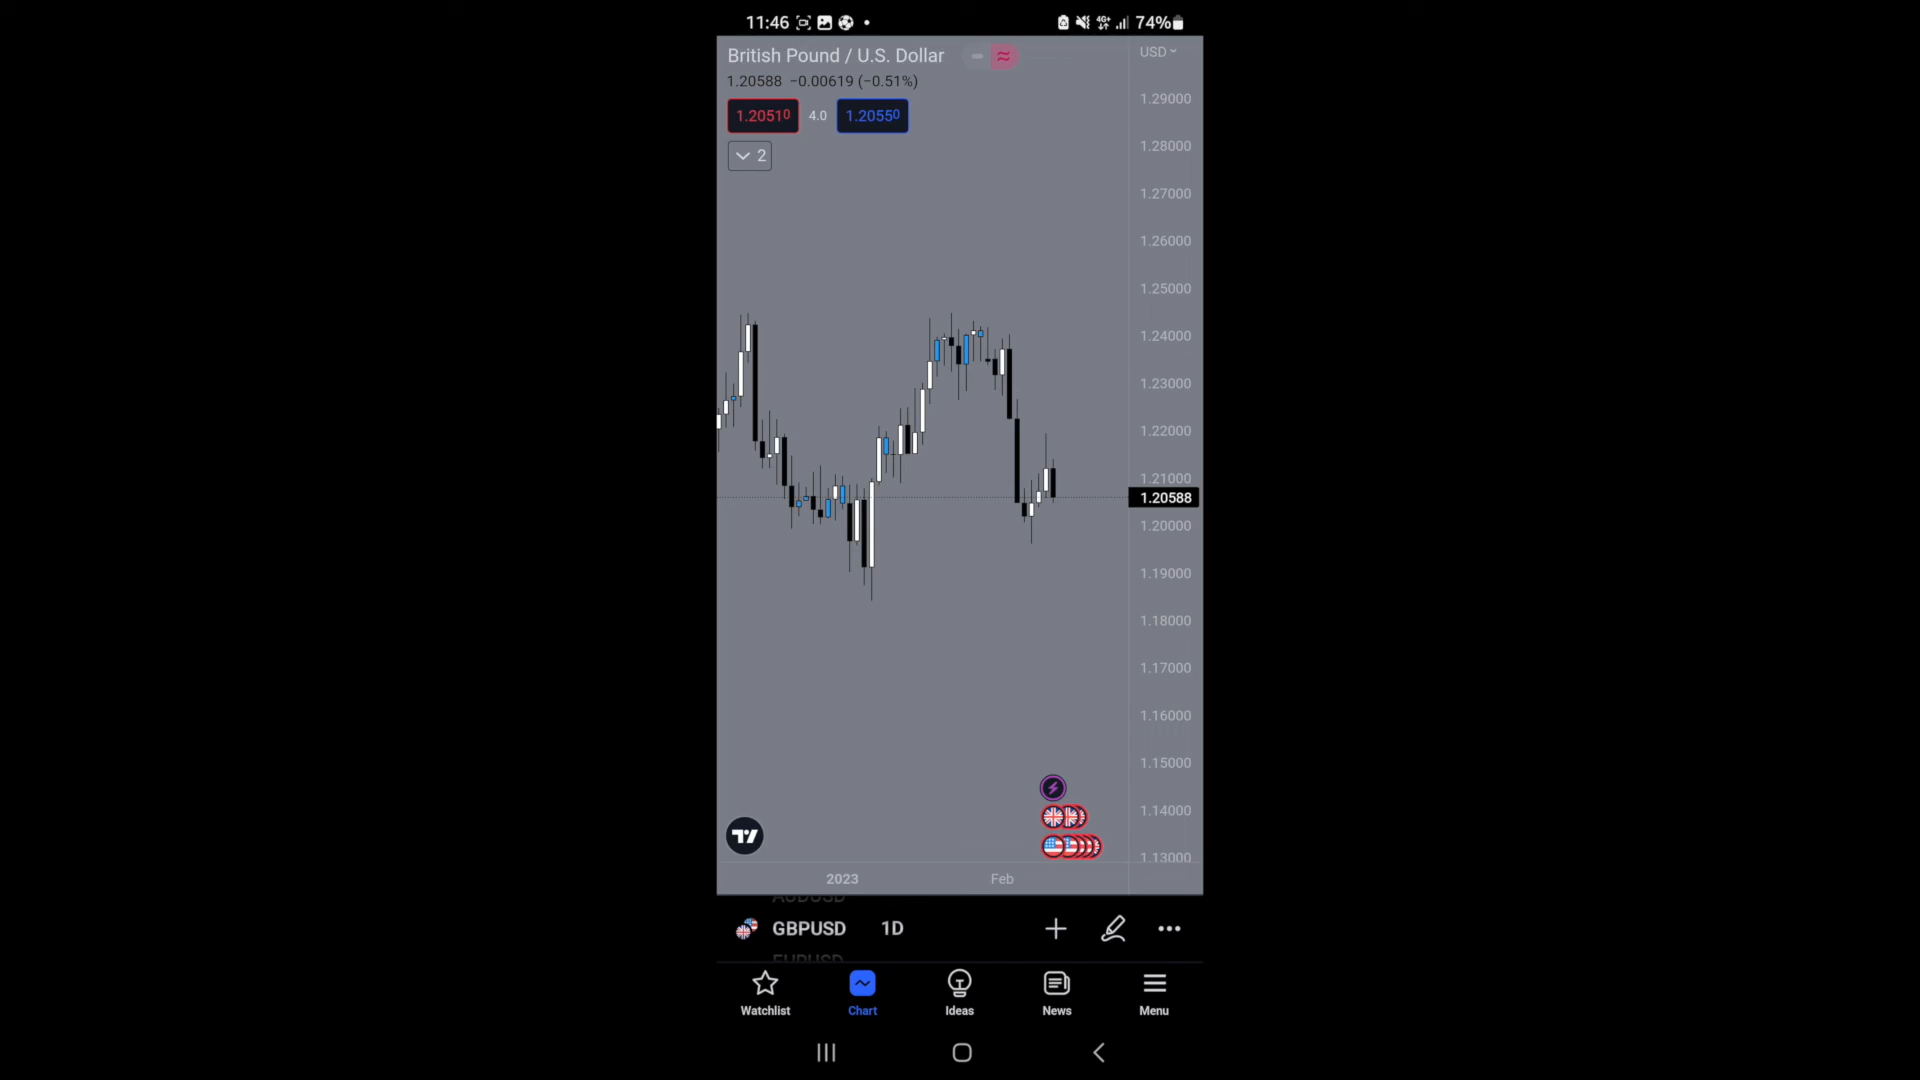 11:46 4G+ 74%
British Pound / U.S. Dollar
USD
1.20588 −0.00619 (−0.51%)
1.20510 4.0 1.20550
2
1.29000
1.28000
1.27000
1.26000
1.25000
1.24000
1.23000
1.22000
1.21000
1.20588
1.20000
1.19000
1.18000
1.17000
1.16000
1.15000
1.14000
1.13000
2023 Feb
AUDUSD
GBPUSD 1D
EURUSD
Watchlist Chart Ideas News Menu